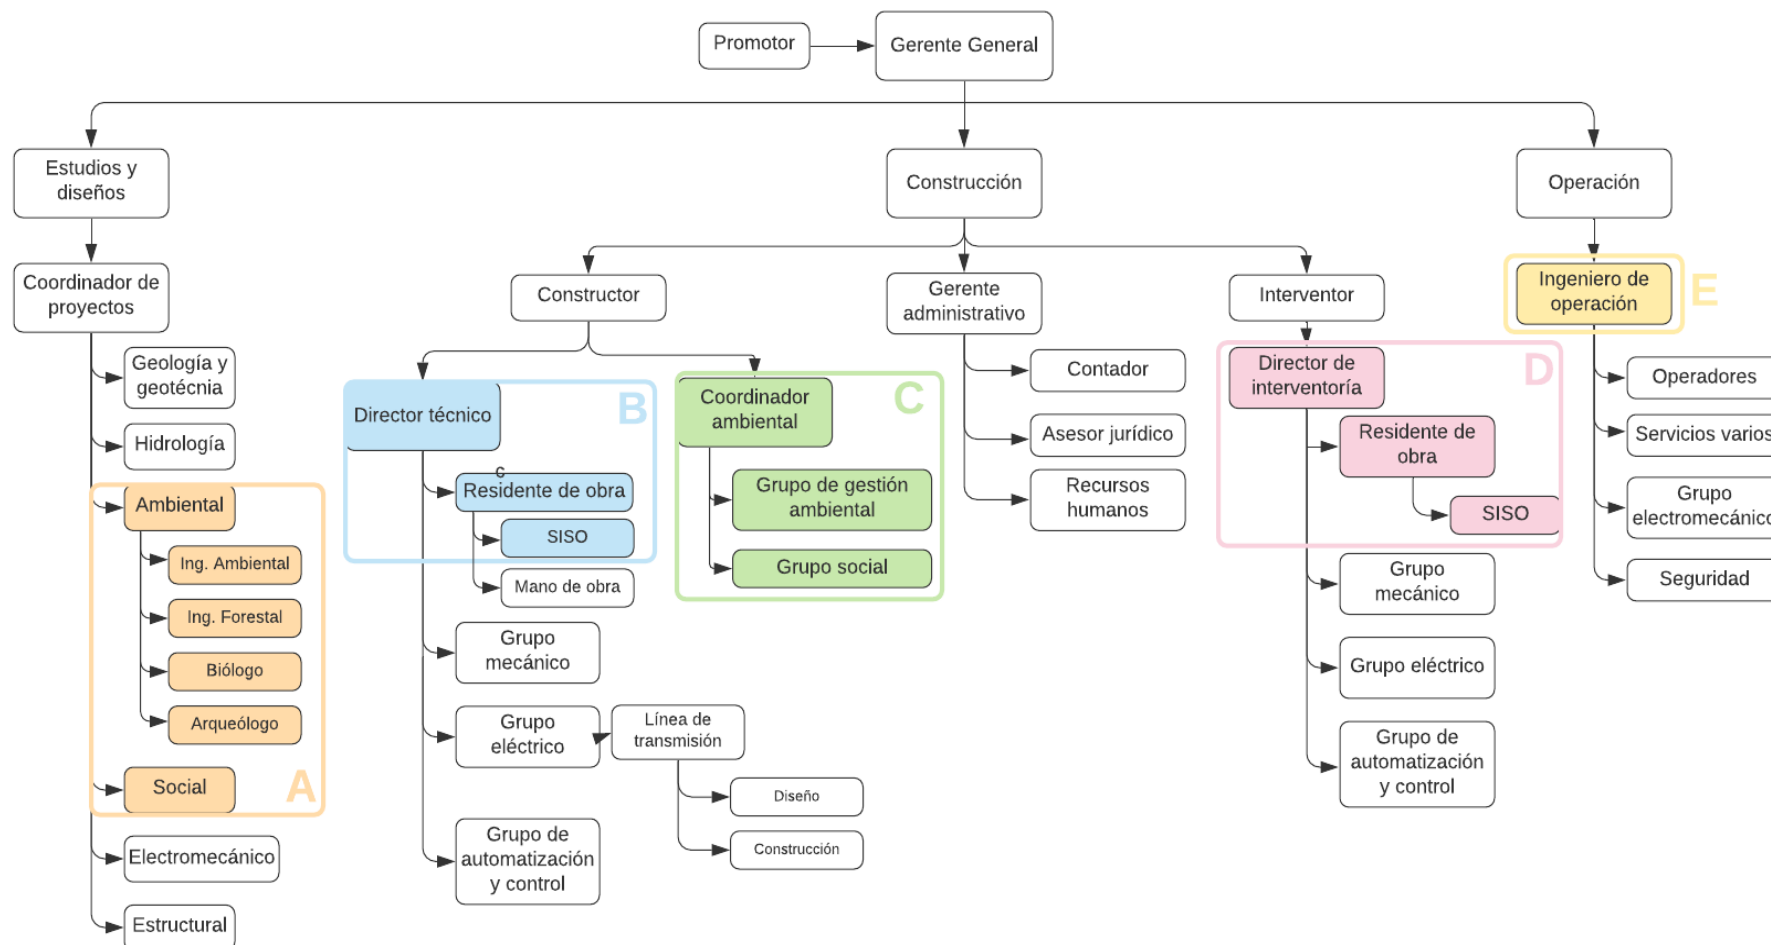 Promotor
Gerente General
Estudios y
diseños
Construcción
Operación
Coordinador de
proyectos
Geología y
geotécnia
Hidrología
Ambiental
Ing. Ambiental
Ing. Forestal
Biólogo
Arqueólogo
Social
A
Electromecánico
Estructural
Constructor
Director técnico
B
c
Residente de obra
SISO
Mano de obra
Grupo
mecánico
Grupo
eléctrico
Línea de
transmisión
Diseño
Construcción
Grupo de
automatización
y control
Coordinador
ambiental
C
Grupo de gestión
ambiental
Grupo social
Gerente
administrativo
Contador
Asesor jurídico
Recursos
humanos
Interventor
Director de
interventoría
D
Residente de
obra
SISO
Grupo
mecánico
Grupo eléctrico
Grupo de
automatización
y control
Ingeniero de
operación
E
Operadores
Servicios varios
Grupo
electromecánico
Seguridad